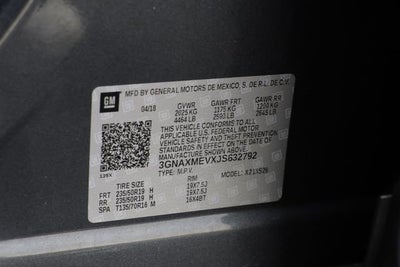 GM
MFD BY GENERAL MOTORS DE MEXICO, S. DE R.L. DE C.V.
04/18 GVWR GAWR FRT GAWR RR
2025 KG 1175 KG 1200 KG
4464 LB 2590 LB 2645 LB
THIS VEHICLE CONFORMS TO ALL
APPLICABLE U.S. FEDERAL MOTOR
VEHICLE SAFETY AND THEFT PREVENTION
STANDARDS IN EFFECT ON THE DATE OF
MANUFACTURE SHOWN ABOVE.
3GNAXMEVXJS632792
TYPE: M.P.V. MODEL:
TIRE SIZE RIM
FRT 235/50R19 H 19X7.5J
RR 235/50R19 H 19X7.5J
SPA T135/70R16 M 16X4BT